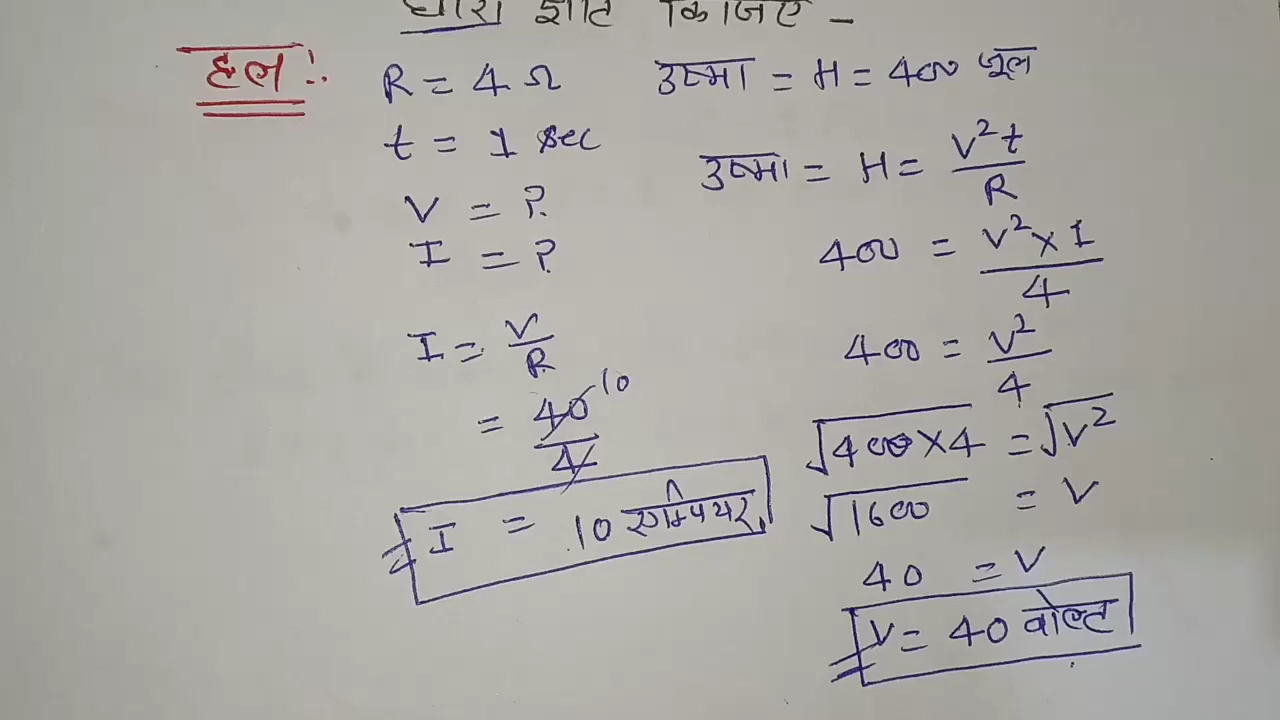 धारा ज्ञात किजिए -
हल :-
R = 4 Ω
t = 1 sec
V = ?
I = ?
I = V/R
= 40/4 10
I = 10 एम्पियर
उष्मा = H = 400 जूल
उष्मा = H = V²t/R
400 = V² × 1/4
400 = V²/4
√400×4 = √V²
√1600 = V
40 = V
V = 40 वोल्ट